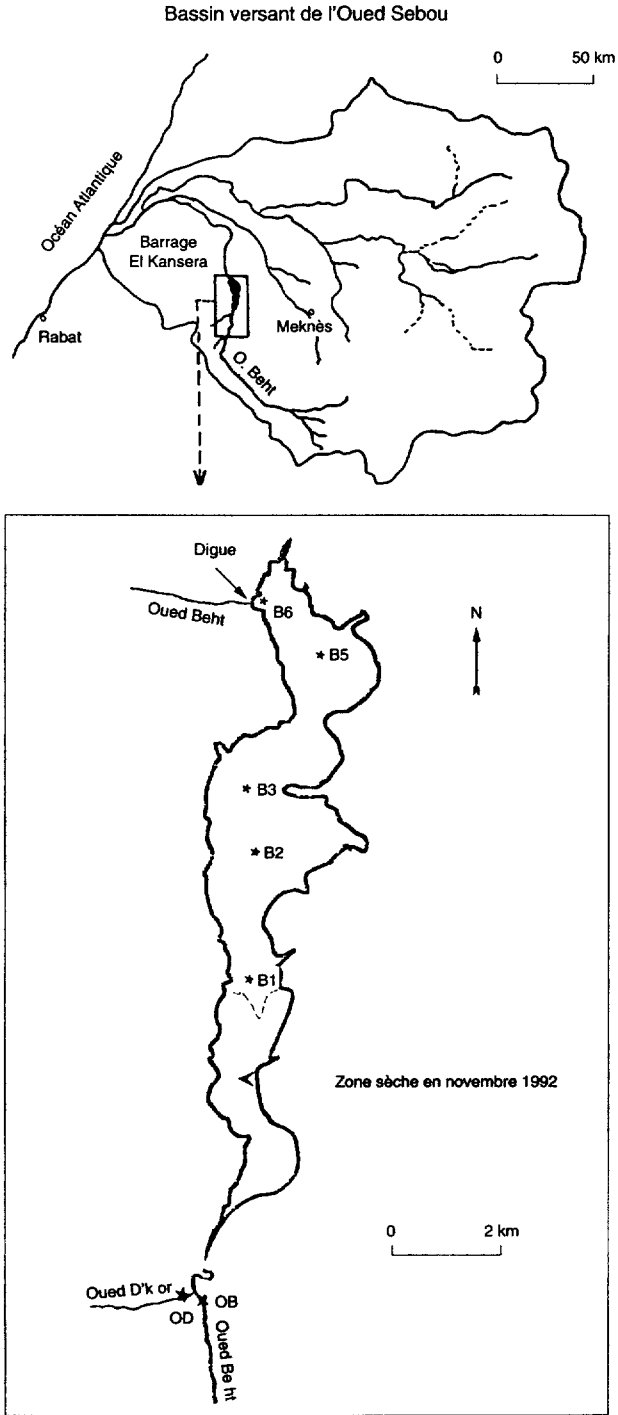 Bassin versant de l'Oued Sebou
0 50 km
Océan Atlantique
Barrage
El Kansera
Meknès
Rabat
O. Beht
Digue
Oued Beht
B6
N
B5
B3
B2
B1
Zone sèche en novembre 1992
0 2 km
Oued D'k or
OB
OD
Oued Be ht